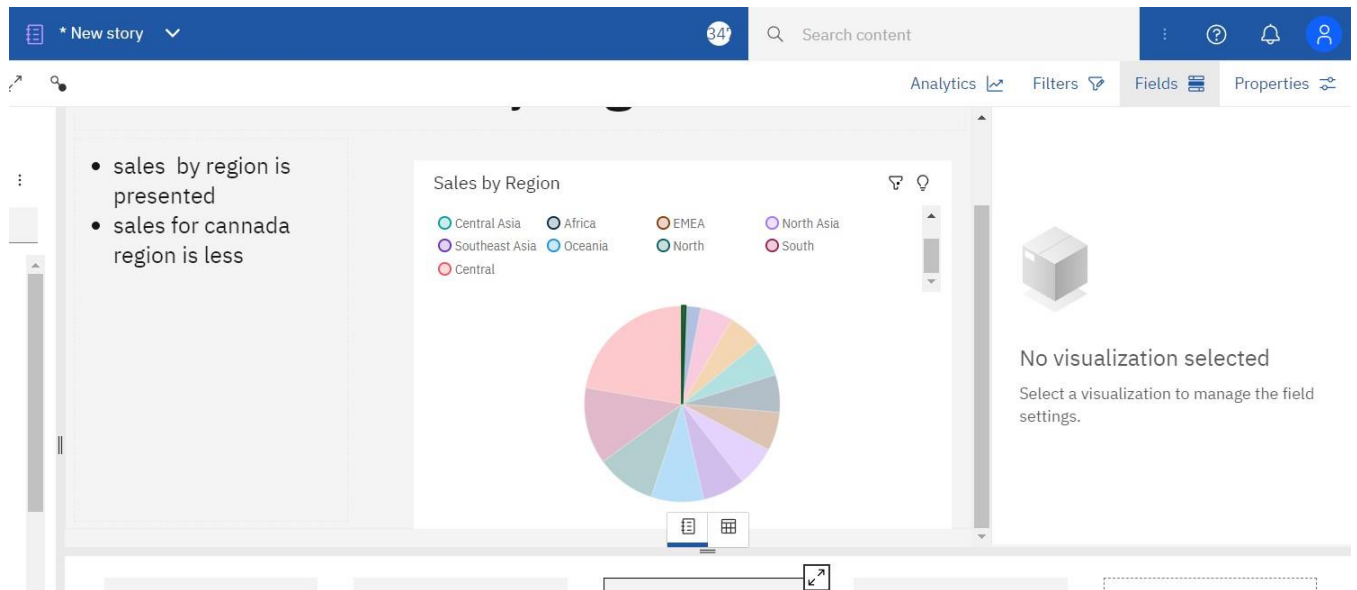 * New story
34
Search content
Analytics
Filters
Fields
Properties
• sales by region is
presented
• sales for cannada
region is less
Sales by Region
Central Asia Africa EMEA North Asia
Southeast Asia Oceania North South
Central
No visualization selected
Select a visualization to manage the field
settings.